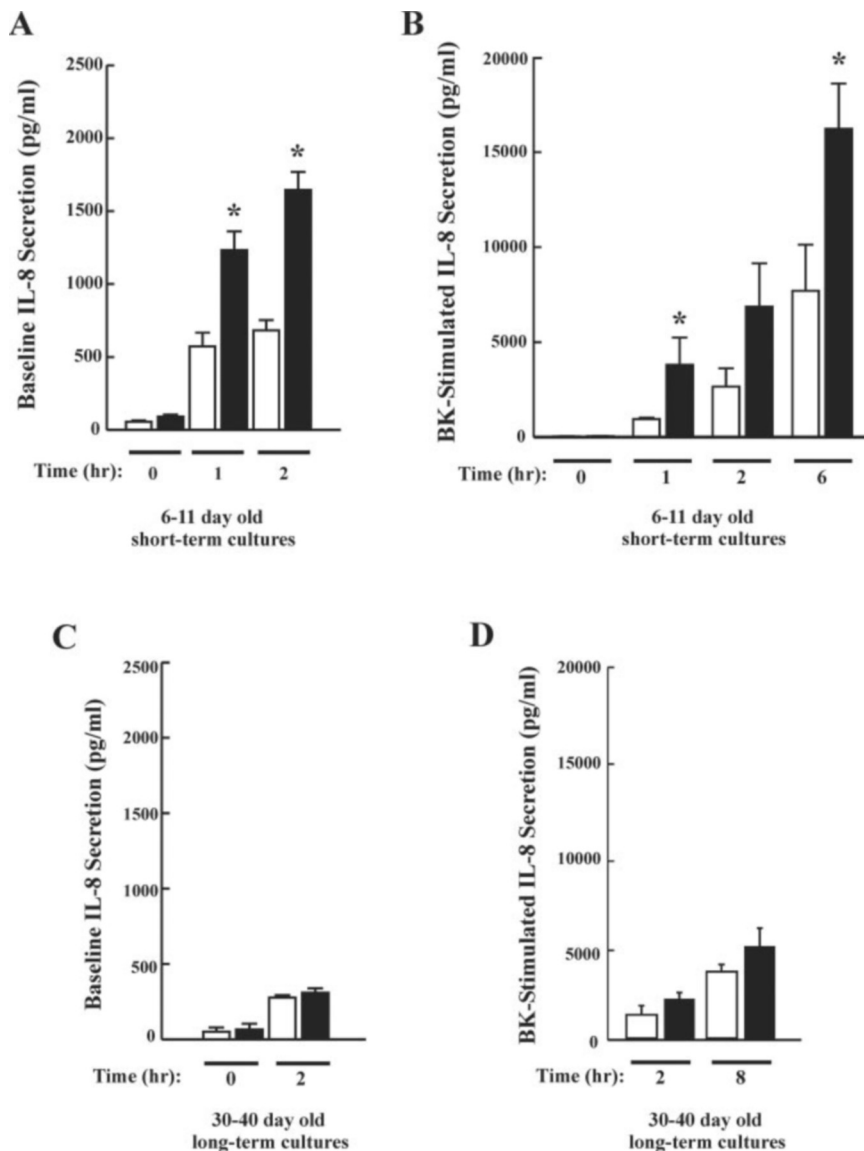 A
Baseline IL-8 Secretion (pg/ml)
2500
2000
1500
1000
500
0
*
*
Time (hr):
0
1
2
6-11 day old
short-term cultures
B
BK-Stimulated IL-8 Secretion (pg/ml)
20000
15000
10000
5000
0
*
*
Time (hr):
0
1
2
6
6-11 day old
short-term cultures
C
Baseline IL-8 Secretion (pg/ml)
2500
2000
1500
1000
500
0
Time (hr):
0
2
30-40 day old
long-term cultures
D
BK-Stimulated IL-8 Secretion (pg/ml)
20000
15000
10000
5000
0
Time (hr):
2
8
30-40 day old
long-term cultures